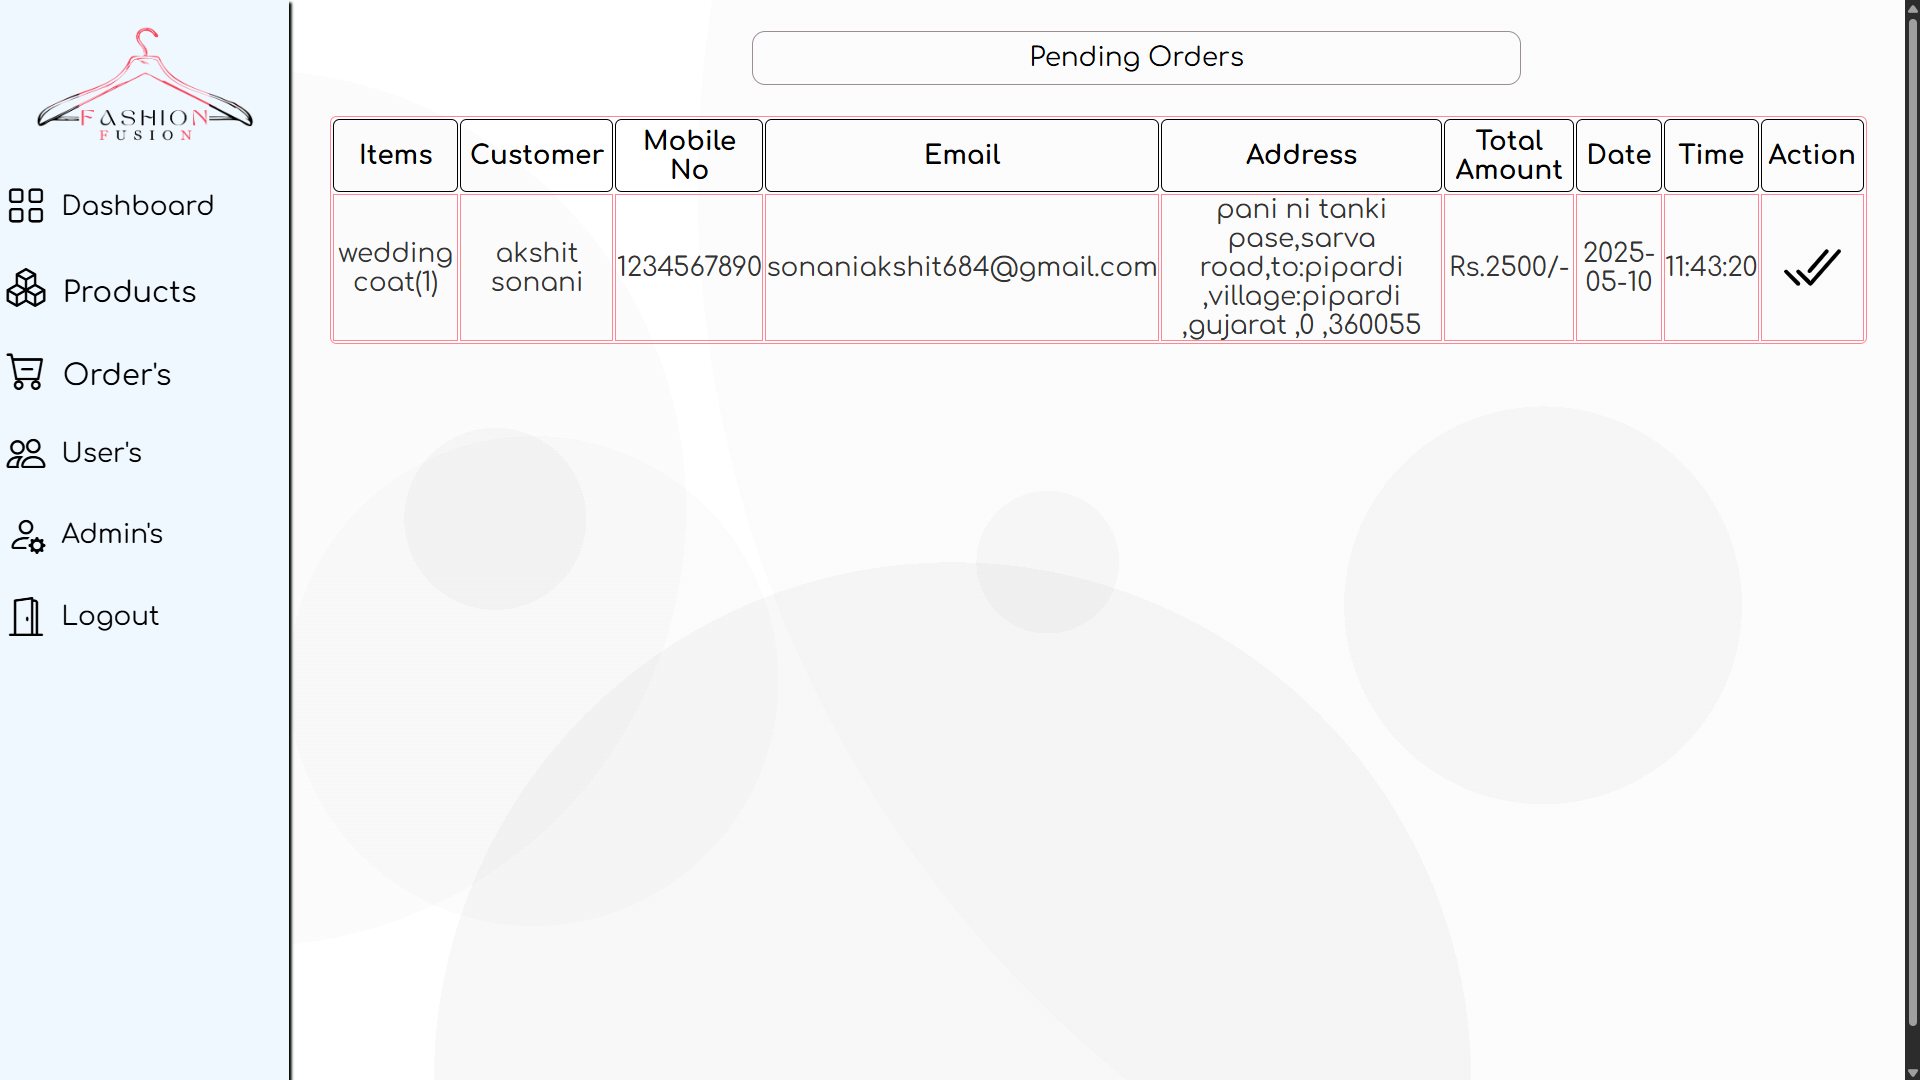 FASHION
FUSION
Dashboard
Products
Order's
User's
Admin's
Logout
Pending Orders
Items
Customer
Mobile
No
Email
Address
Total
Amount
Date
Time
Action
wedding
coat(1)
akshit
sonani
1234567890
sonaniakshit684@gmail.com
pani ni tanki
pase,sarva
road,to:pipardi
,village:pipardi
,gujarat ,0 ,360055
Rs.2500/-
2025-
05-10
11:43:20